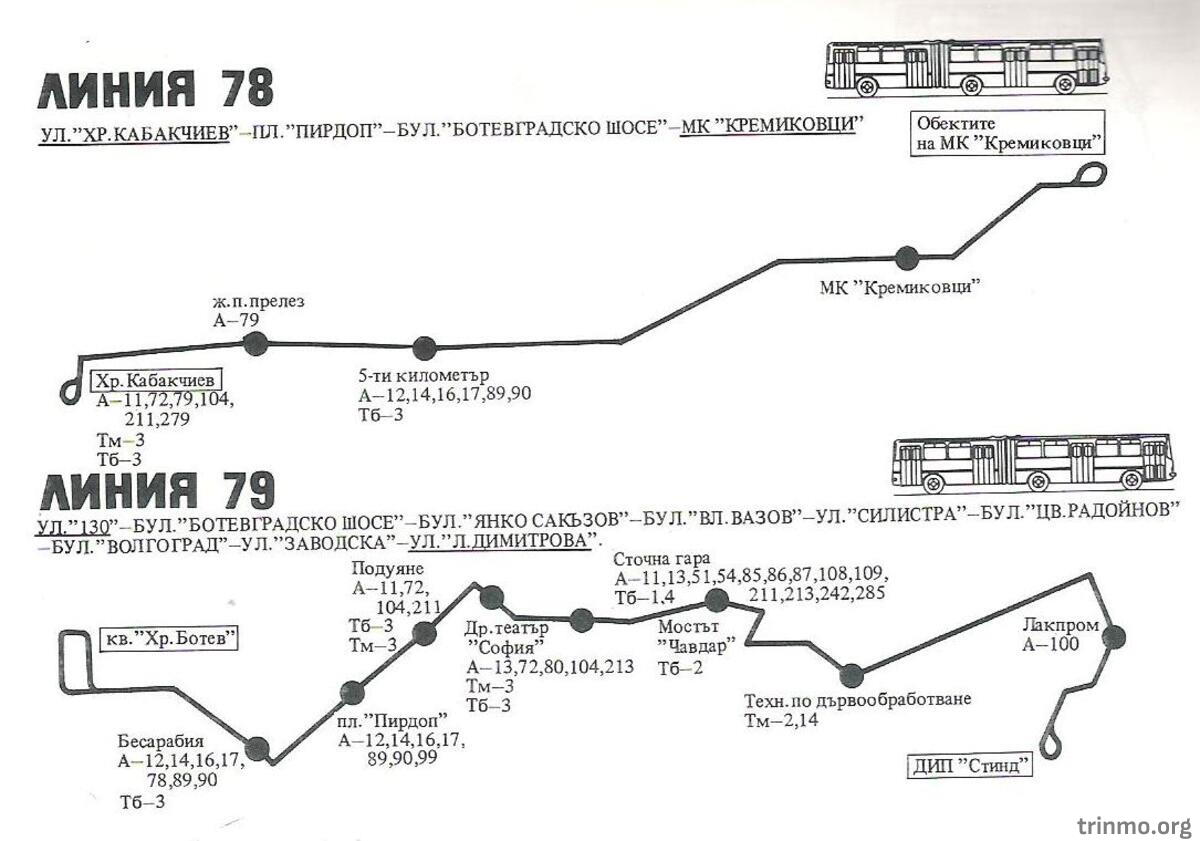 ЛИНИЯ 78
УЛ."ХР.КАБАКЧИЕВ"–ПЛ."ПИРДОП"–БУЛ."БОТЕВГРАДСКО ШОСЕ"–МК "КРЕМИКОВЦИ"
Обектите
на МК "Кремиковци"
МК "Кремиковци"
ж.п.прелез
А–79
Хр.Кабакчиев
А–11,72,79,104,
211,279
Тм–3
Тб–3
5-ти километър
А–12,14,16,17,89,90
Тб–3
ЛИНИЯ 79
УЛ."130"–БУЛ."БОТЕВГРАДСКО ШОСЕ"–БУЛ."ЯНКО САКЪЗОВ"–БУЛ."ВЛ.ВАЗОВ"–УЛ."СИЛИСТРА"–БУЛ."ЦВ.РАДОЙНОВ"
–БУЛ."ВОЛГОГРАД"–УЛ."ЗАВОДСКА"–УЛ."Л.ДИМИТРОВА".
кв."Хр.Ботев"
Бесарабия
А–12,14,16,17,
78,89,90
Тб–3
пл."Пирдоп"
А–12,14,16,17,
89,90,99
Подуяне
А–11,72,
104,211
Тб–3
Тм–3
Др.театър
"София"
А–13,72,80,104,213
Тм–3
Тб–3
Мостът
"Чавдар"
Тб–2
Сточна гара
А–11,13,51,54,85,86,87,108,109,
211,213,242,285
Тб–1,4
Техн.по дървообработване
Тм–2,14
Лакпром
А–100
ДИП "Стинд"
trinmo.org